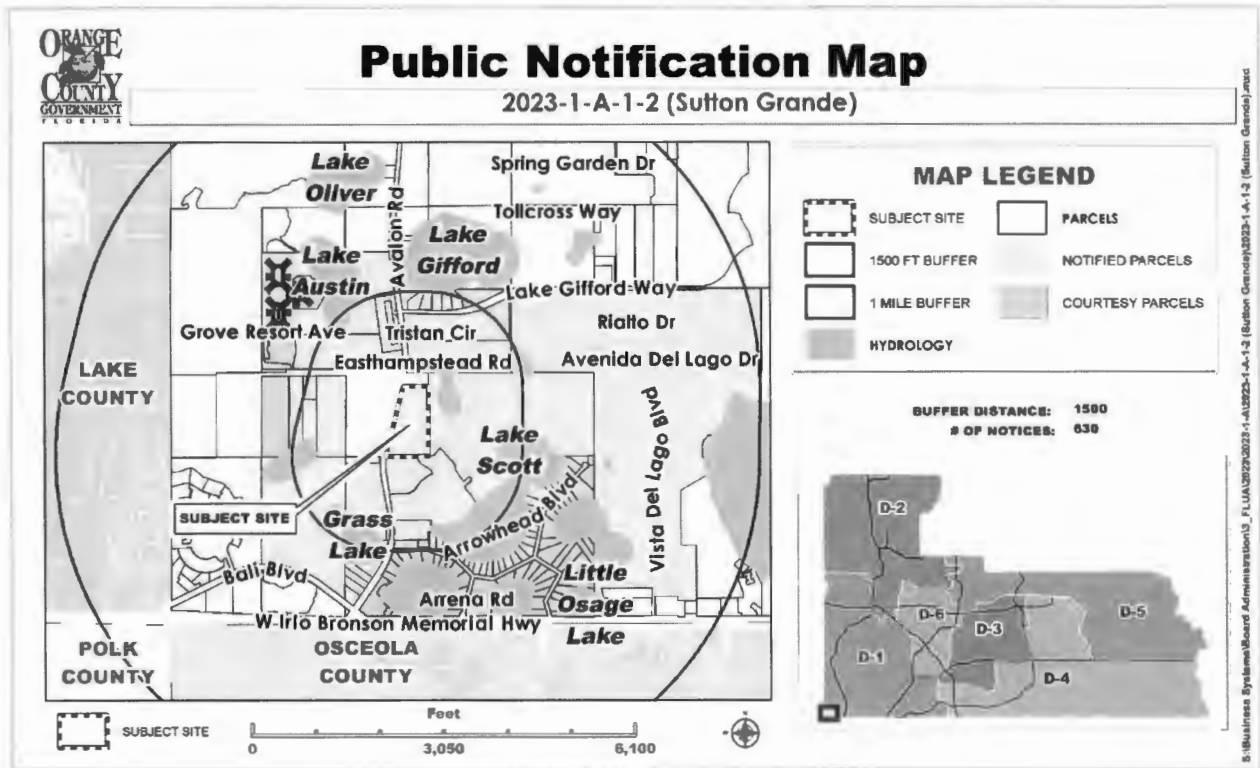 ORANGE
COUNTY
GOVERNMENT
FLORIDA
Public Notification Map
2023-1-A-1-2 (Sutton Grande)
Lake
Oliver
Spring Garden Dr
Avalon Rd
Tollcross Way
Lake
Gifford
Lake
Austin
Lake Gifford Way
Grove Resort Ave
Tristan Cir
Rialto Dr
Easthampstead Rd
Avenida Del Lago Dr
LAKE
COUNTY
Vista Del Lago Blvd
Lake
Scott
SUBJECT SITE
Grass
Lake
Arrowhead Blvd
Bali Blvd
Little
Osage
Lake
Arrena Rd
W Irlo Bronson Memorial Hwy
POLK
COUNTY
OSCEOLA
COUNTY
SUBJECT SITE
Feet
0
3,050
6,100
MAP LEGEND
SUBJECT SITE
PARCELS
1500 FT BUFFER
NOTIFIED PARCELS
1 MILE BUFFER
COURTESY PARCELS
HYDROLOGY
BUFFER DISTANCE: 1500
# OF NOTICES: 630
D-2
D-6
D-3
D-5
D-1
D-4